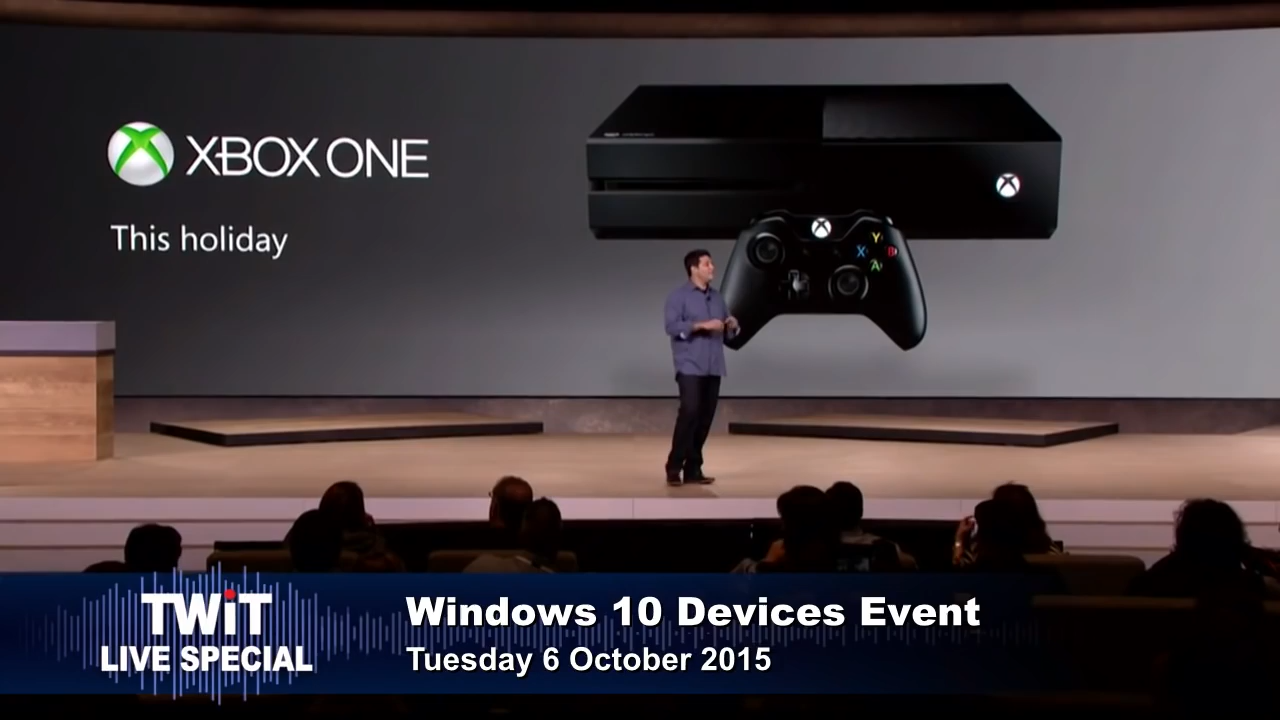 XBOX ONE
This holiday
Y
X B
A
TWiT
LIVE SPECIAL
Windows 10 Devices Event
Tuesday 6 October 2015